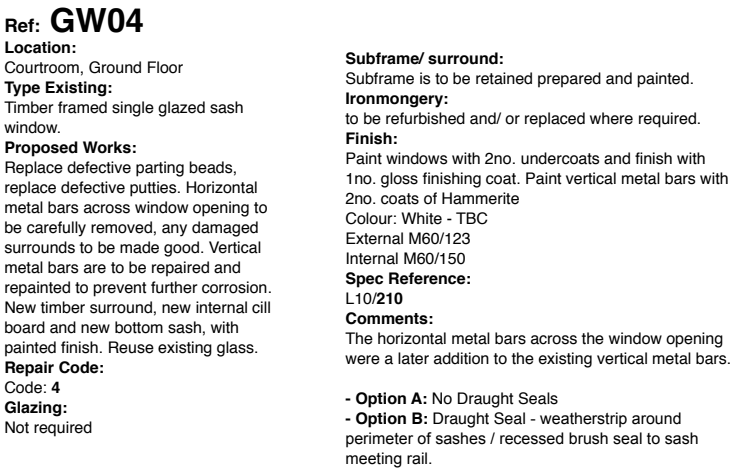 Ref: GW04
Location:
Courtroom, Ground Floor
Type Existing:
Timber framed single glazed sash
window.
Proposed Works:
Replace defective parting beads,
replace defective putties. Horizontal
metal bars across window opening to
be carefully removed, any damaged
surrounds to be made good. Vertical
metal bars are to be repaired and
repainted to prevent further corrosion.
New timber surround, new internal cill
board and new bottom sash, with
painted finish. Reuse existing glass.
Repair Code:
Code: 4
Glazing:
Not required
Subframe/ surround:
Subframe is to be retained prepared and painted.
Ironmongery:
to be refurbished and/ or replaced where required.
Finish:
Paint windows with 2no. undercoats and finish with
1no. gloss finishing coat. Paint vertical metal bars with
2no. coats of Hammerite
Colour: White - TBC
External M60/123
Internal M60/150
Spec Reference:
L10/210
Comments:
The horizontal metal bars across the window opening
were a later addition to the existing vertical metal bars.
- Option A: No Draught Seals
- Option B: Draught Seal - weatherstrip around
perimeter of sashes / recessed brush seal to sash
meeting rail.